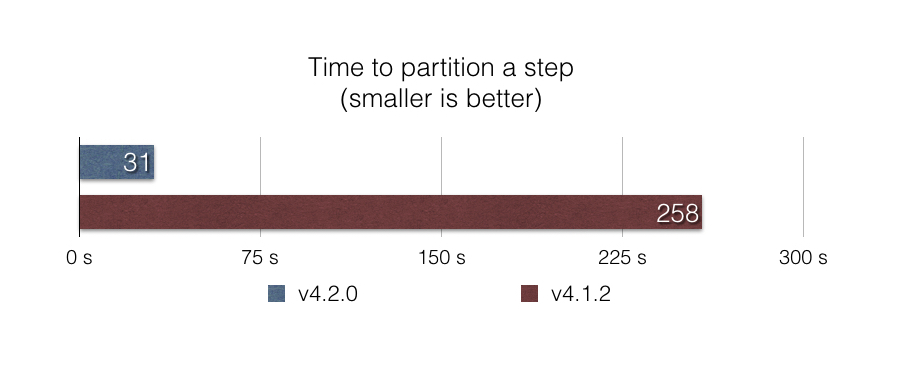 Time to partition a step
(smaller is better)
31
258
0 s 75 s 150 s 225 s 300 s
v4.2.0 v4.1.2